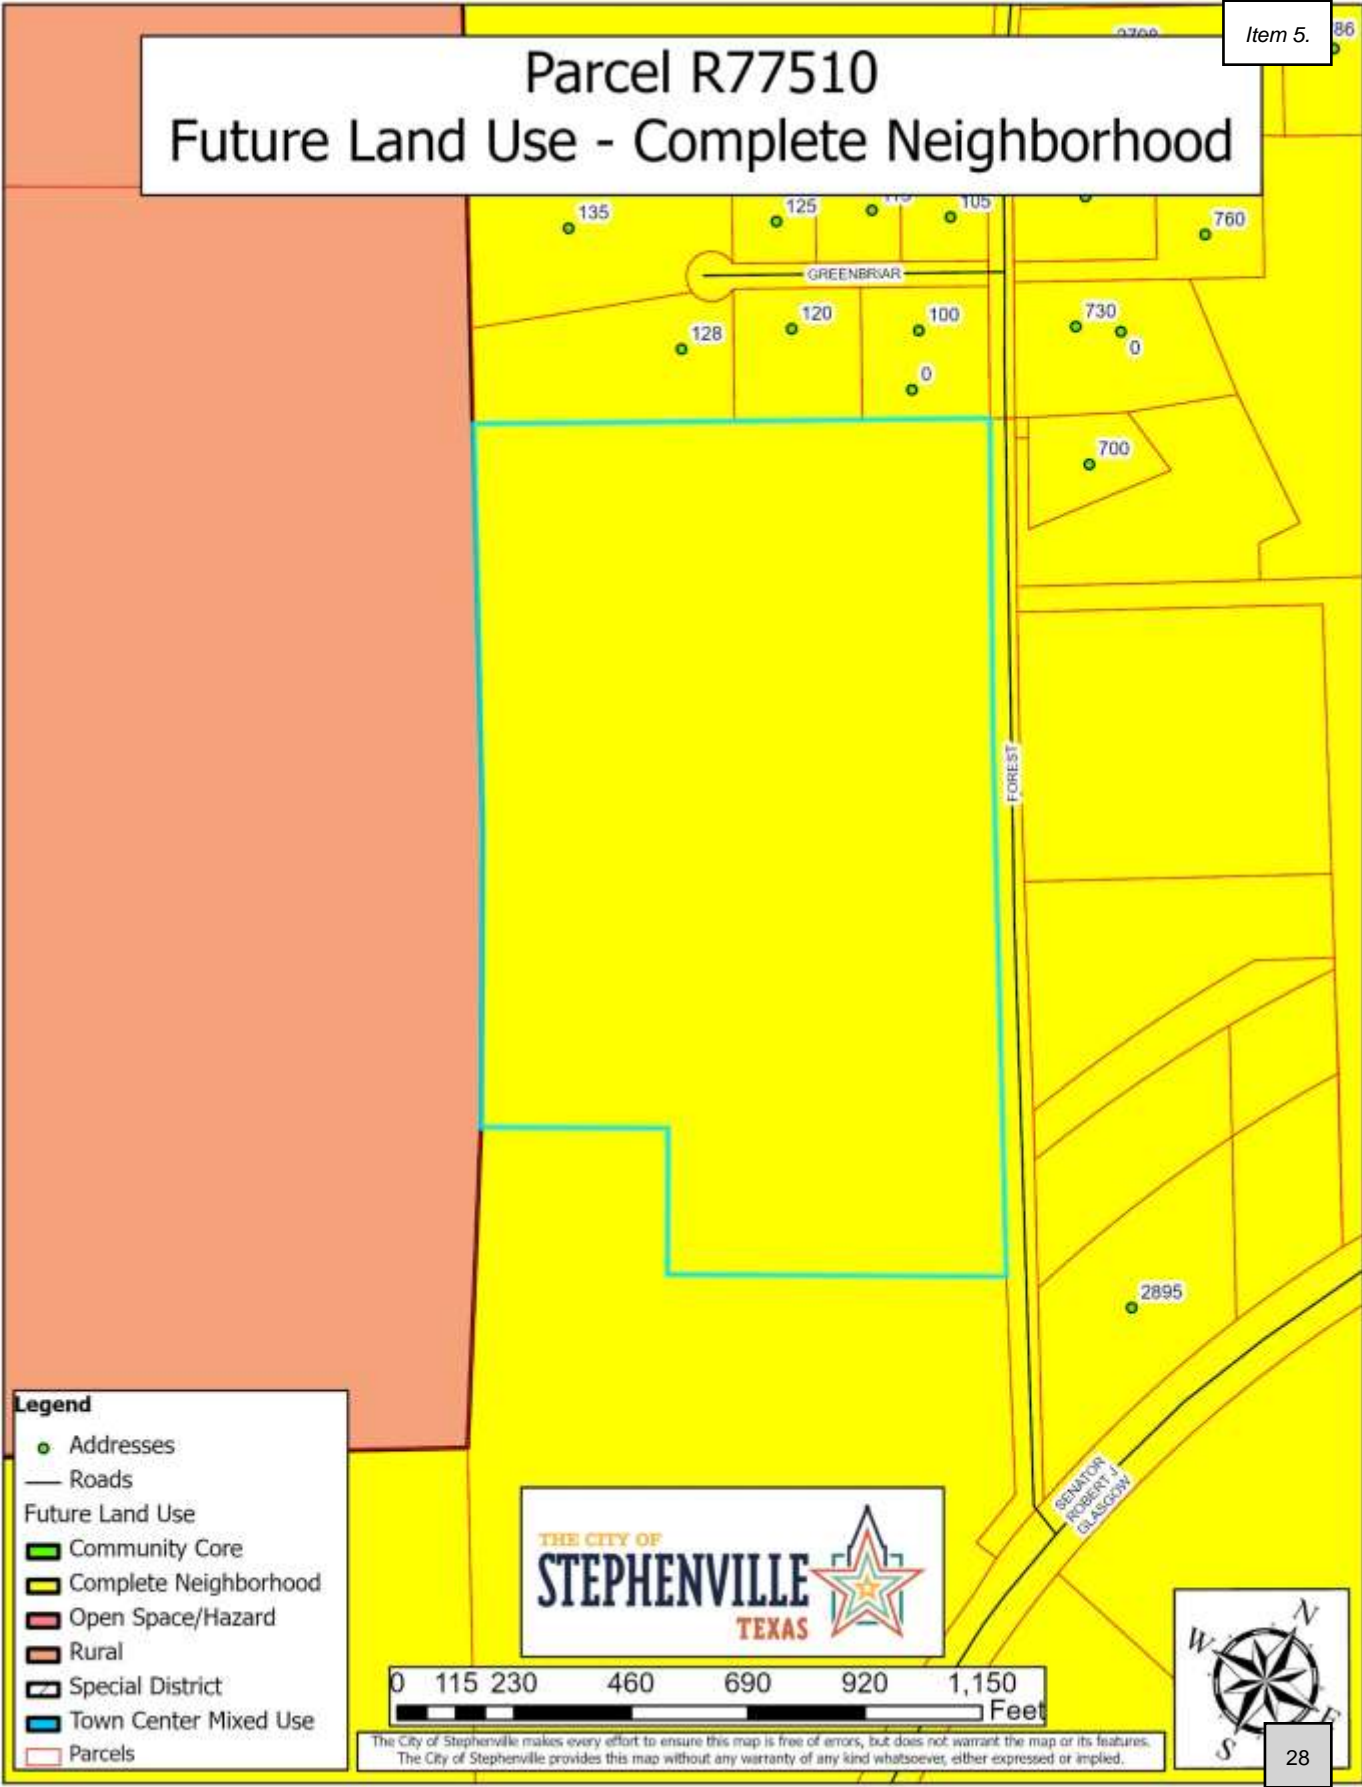 Item 5.
86
Parcel R77510
Future Land Use - Complete Neighborhood
135
125
105
760
GREENBRIAR
128
120
100
0
730
0
700
FOREST
2895
SENATOR
ROBERT J
GLASGOW
Legend
Addresses
Roads
Future Land Use
Community Core
Complete Neighborhood
Open Space/Hazard
Rural
Special District
Town Center Mixed Use
Parcels
THE CITY OF
STEPHENVILLE
TEXAS
0 115 230 460 690 920 1,150
Feet
The City of Stephenville makes every effort to ensure this map is free of errors, but does not warrant the map or its features.
The City of Stephenville provides this map without any warranty of any kind whatsoever, either expressed or implied.
N
W
E
S
28